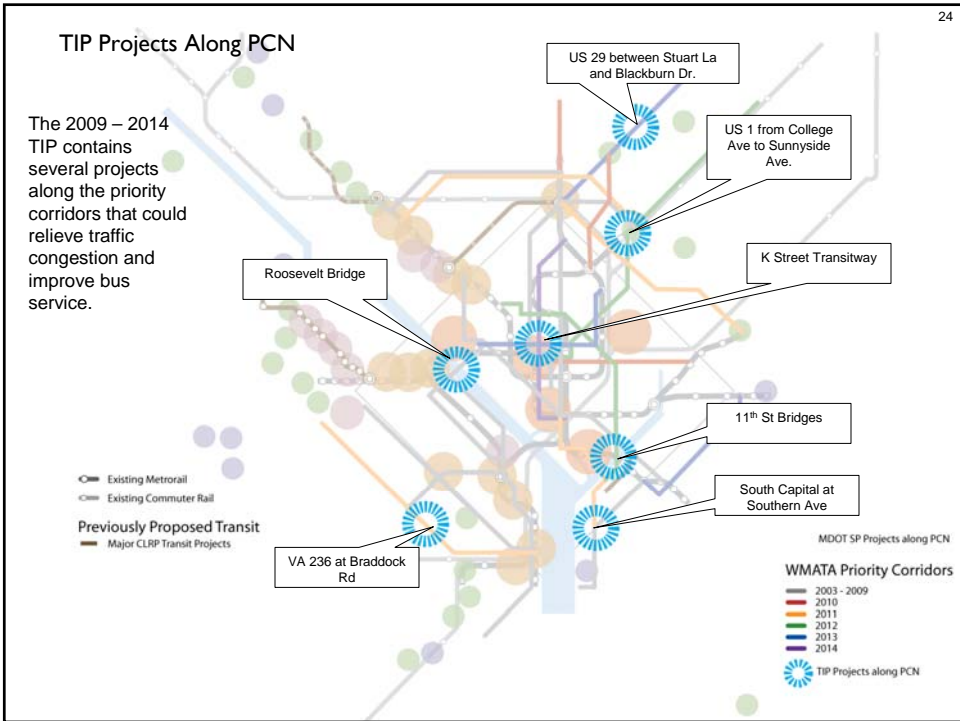 24
TIP Projects Along PCN
The 2009 – 2014
TIP contains
several projects
along the priority
corridors that could
relieve traffic
congestion and
improve bus
service.
US 29 between Stuart La
and Blackburn Dr.
US 1 from College
Ave to Sunnyside
Ave.
K Street Transitway
Roosevelt Bridge
11th St Bridges
South Capital at
Southern Ave
VA 236 at Braddock
Rd
Existing Metrorail
Existing Commuter Rail
Previously Proposed Transit
Major CLRP Transit Projects
MDOT SP Projects along PCN
WMATA Priority Corridors
2003 - 2009
2010
2011
2012
2013
2014
TIP Projects along PCN